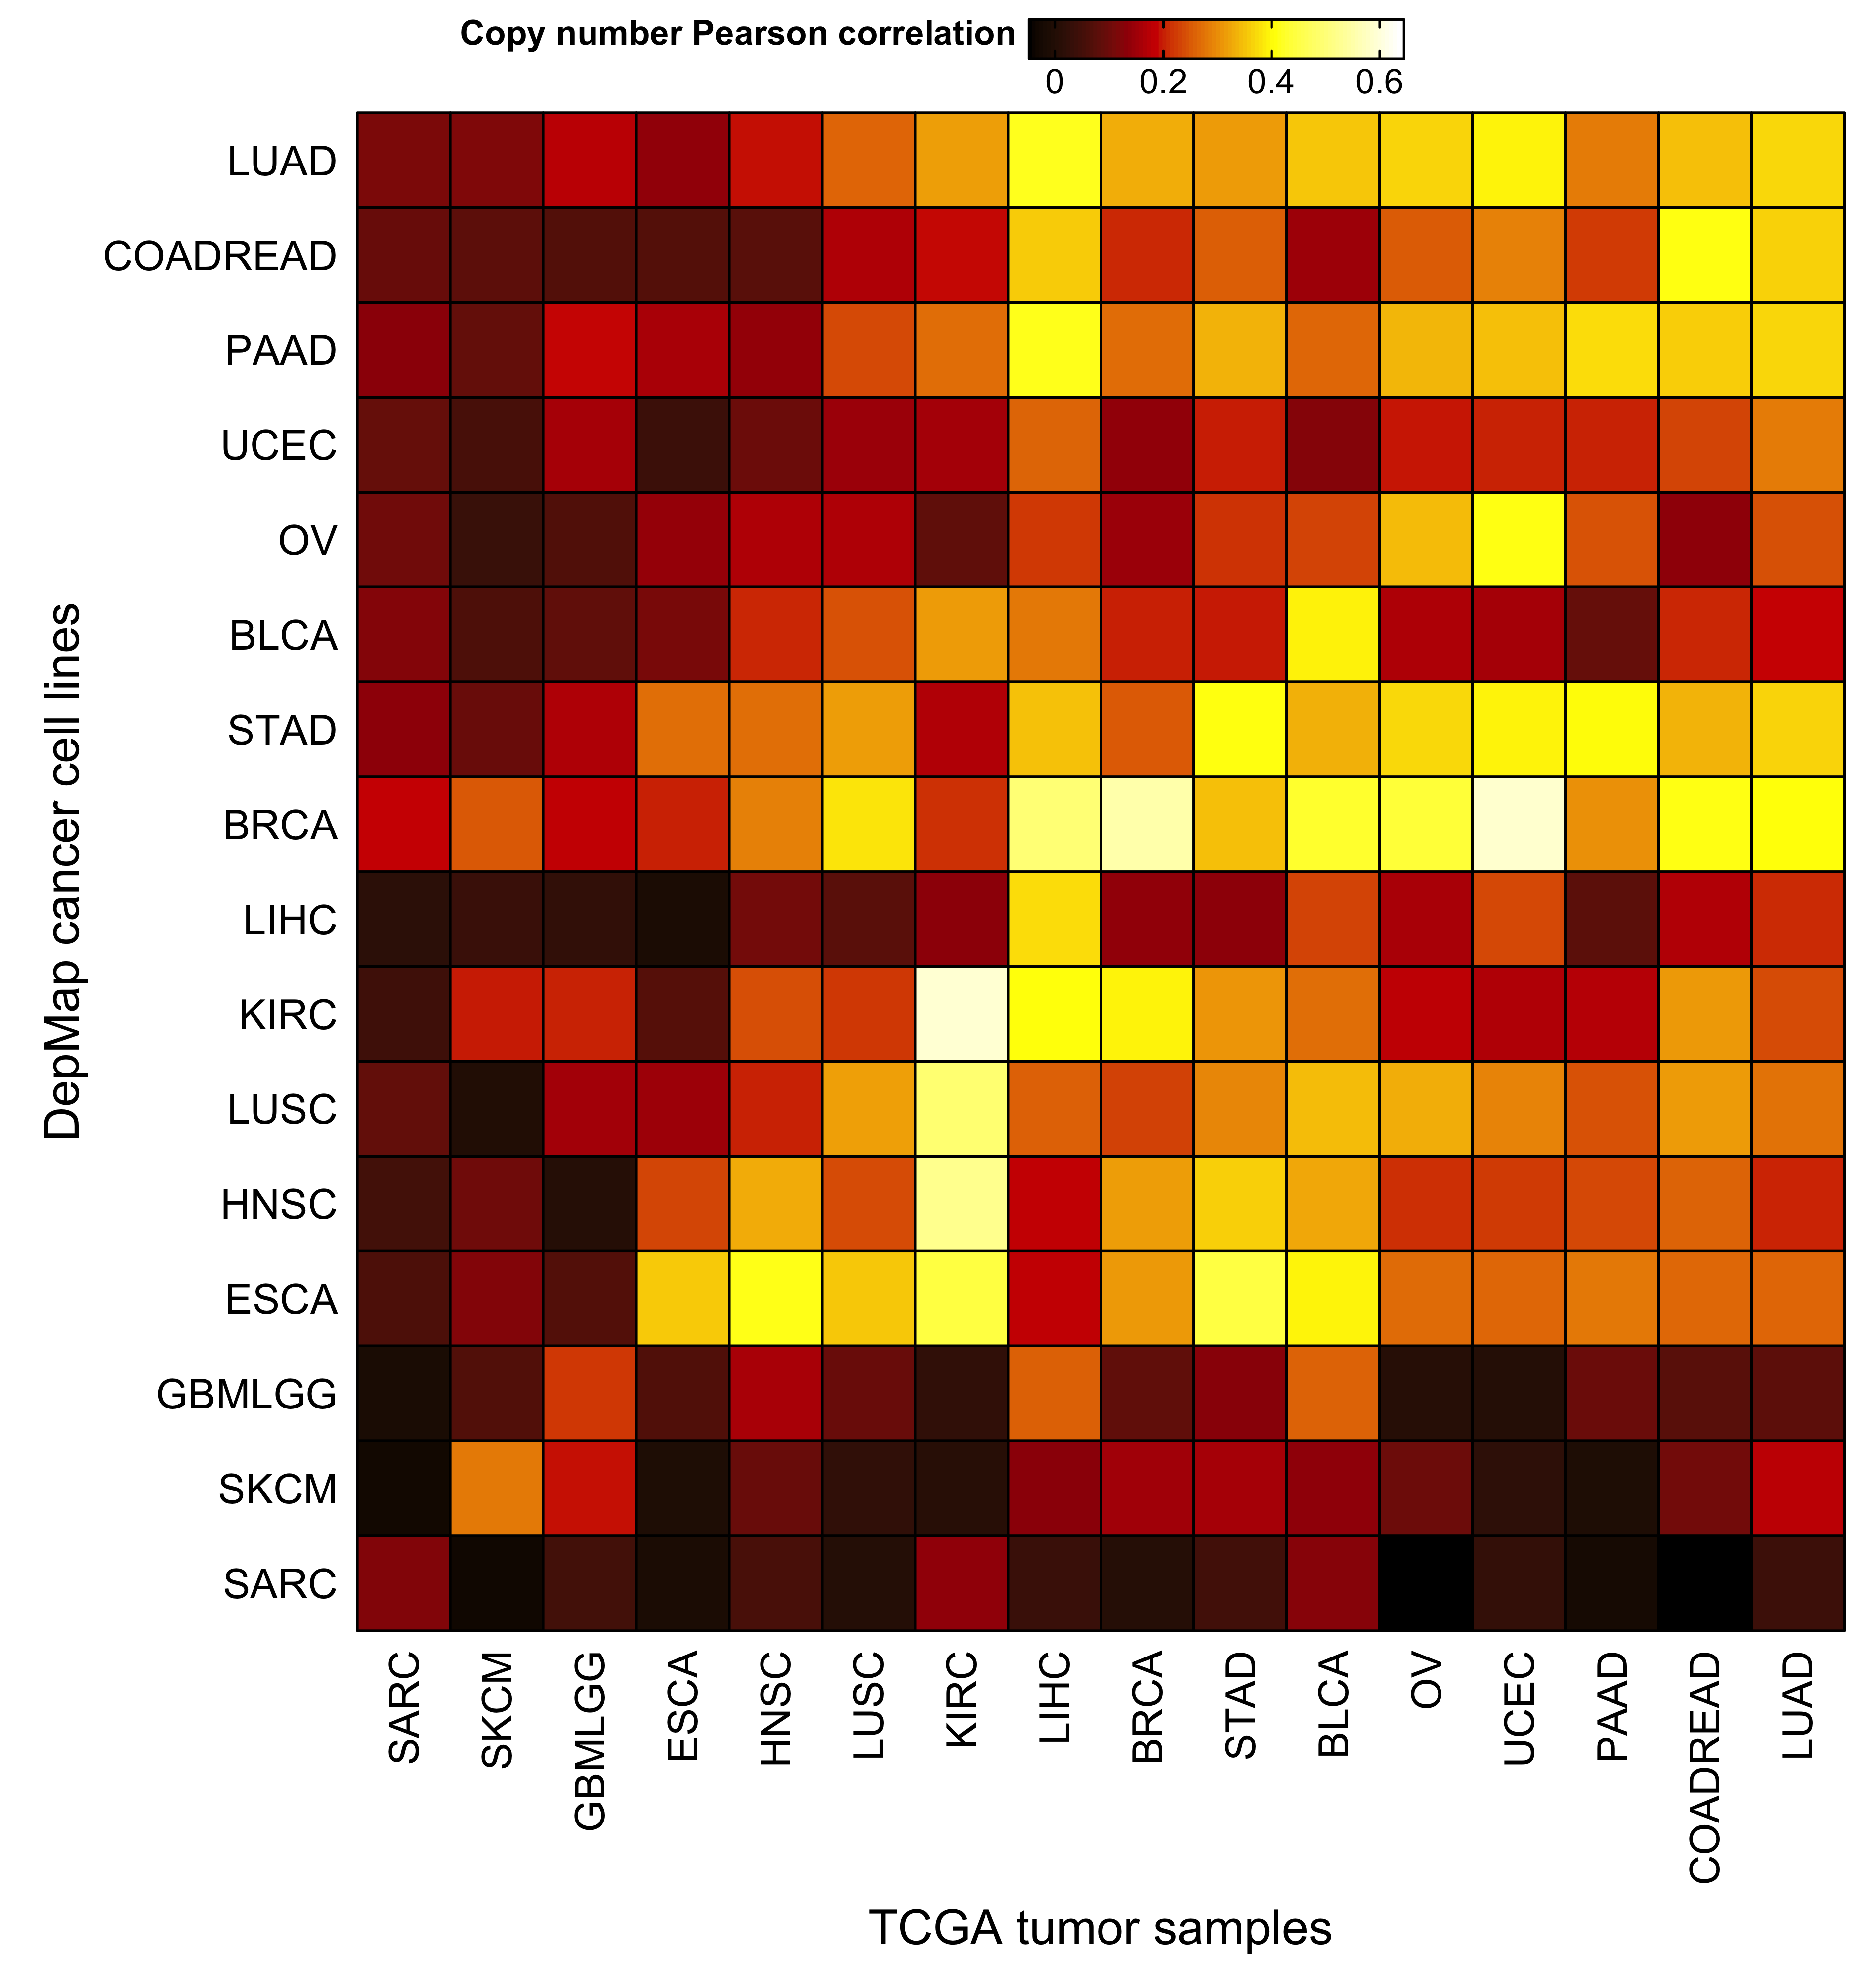 Copy number Pearson correlation
0 0.2 0.4 0.6
LUAD
COADREAD
PAAD
UCEC
OV
BLCA
STAD
BRCA
LIHC
KIRC
LUSC
HNSC
ESCA
GBMLGG
SKCM
SARC
DepMap cancer cell lines
SARC SKCM GBMLGG ESCA HNSC LUSC KIRC LIHC BRCA STAD BLCA OV UCEC PAAD COADREAD LUAD
TCGA tumor samples